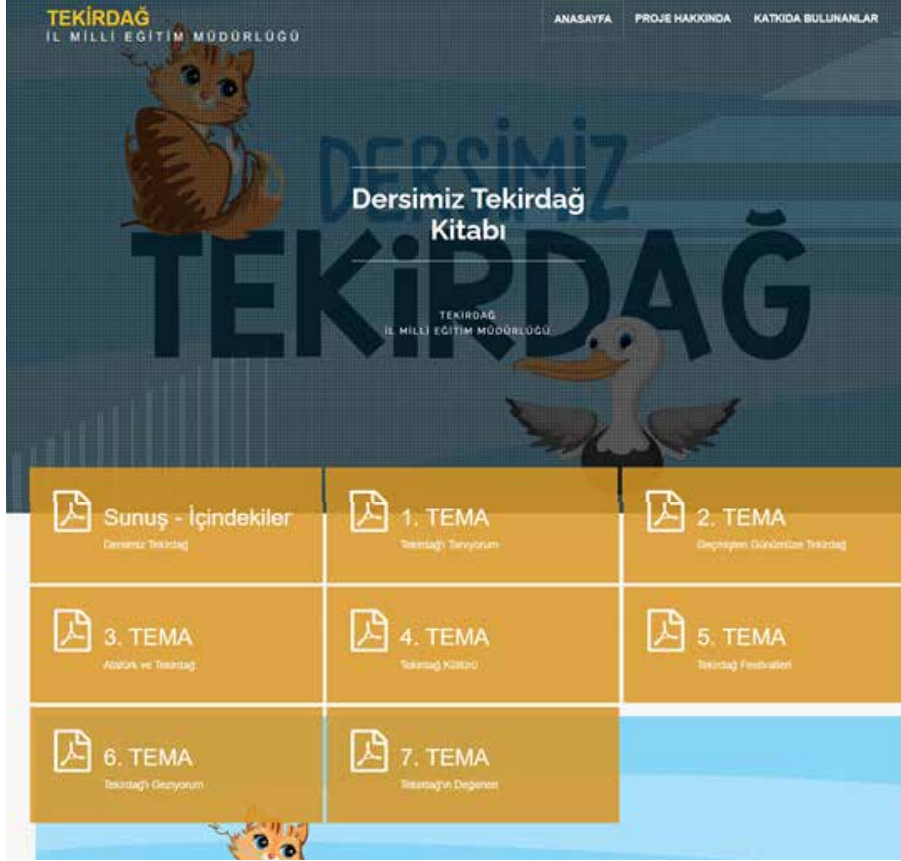 TEKİRDAĞ
İL MİLLİ EĞİTİM MÜDÜRLÜĞÜ
ANASAYFA PROJE HAKKINDA KATKIDA BULUNANLAR
DERSİMİZ
TEKİRDAĞ
Dersimiz Tekirdağ
Kitabı
TEKİRDAĞ
İL MİLLİ EĞİTİM MÜDÜRLÜĞÜ
Sunuş - İçindekiler
Dersimiz Tekirdağ
1. TEMA
Tekirdağ'ı Tanıyorum
2. TEMA
Geçmişten Günümüze Tekirdağ
3. TEMA
Atatürk ve Tekirdağ
4. TEMA
Tekirdağ Kültürü
5. TEMA
Tekirdağ Festivalleri
6. TEMA
Tekirdağ'ı Geziyorum
7. TEMA
Tekirdağ'ın Değerleri